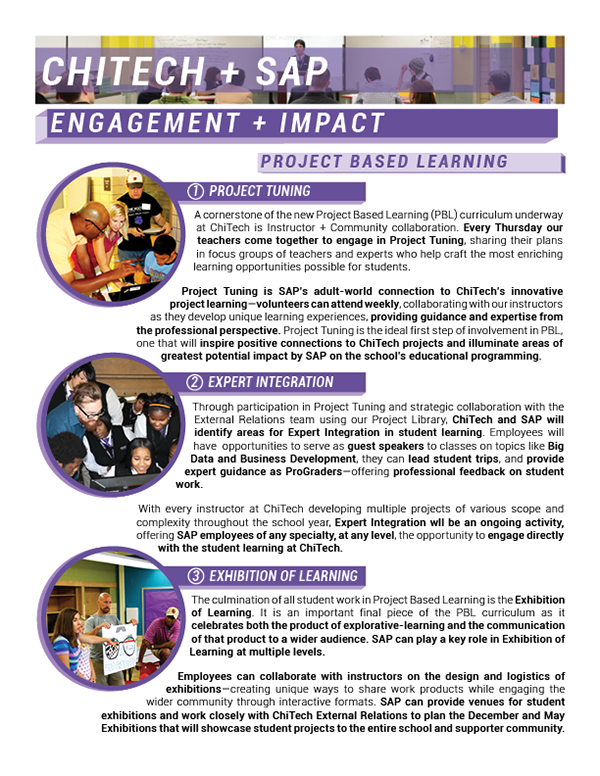 CHITECH + SAP
ENGAGEMENT + IMPACT
PROJECT BASED LEARNING
1 PROJECT TUNING
A cornerstone of the new Project Based Learning (PBL) curriculum underway
at ChiTech is Instructor + Community collaboration. Every Thursday our
teachers come together to engage in Project Tuning, sharing their plans
in focus groups of teachers and experts who help craft the most enriching
learning opportunities possible for students.
Project Tuning is SAP's adult-world connection to ChiTech's innovative
project learning—volunteers can attend weekly, collaborating with our instructors
as they develop unique learning experiences, providing guidance and expertise from
the professional perspective. Project Tuning is the ideal first step of involvement in PBL,
one that will inspire positive connections to ChiTech projects and illuminate areas of
greatest potential impact by SAP on the school's educational programming.
2 EXPERT INTEGRATION
Through participation in Project Tuning and strategic collaboration with the
External Relations team using our Project Library, ChiTech and SAP will
identify areas for Expert Integration in student learning. Employees will
have opportunities to serve as guest speakers to classes on topics like Big
Data and Business Development, they can lead student trips, and provide
expert guidance as ProGraders—offering professional feedback on student
work.
With every instructor at ChiTech developing multiple projects of various scope and
complexity throughout the school year, Expert Integration wll be an ongoing activity,
offering SAP employees of any specialty, at any level, the opportunity to engage directly
with the student learning at ChiTech.
3 EXHIBITION OF LEARNING
The culmination of all student work in Project Based Learning is the Exhibition
of Learning. It is an important final piece of the PBL curriculum as it
celebrates both the product of explorative-learning and the communication
of that product to a wider audience. SAP can play a key role in Exhibition of
Learning at multiple levels.
Employees can collaborate with instructors on the design and logistics of
exhibitions—creating unique ways to share work products while engaging the
wider community through interactive formats. SAP can provide venues for student
exhibitions and work closely with ChiTech External Relations to plan the December and May
Exhibitions that will showcase student projects to the entire school and supporter community.